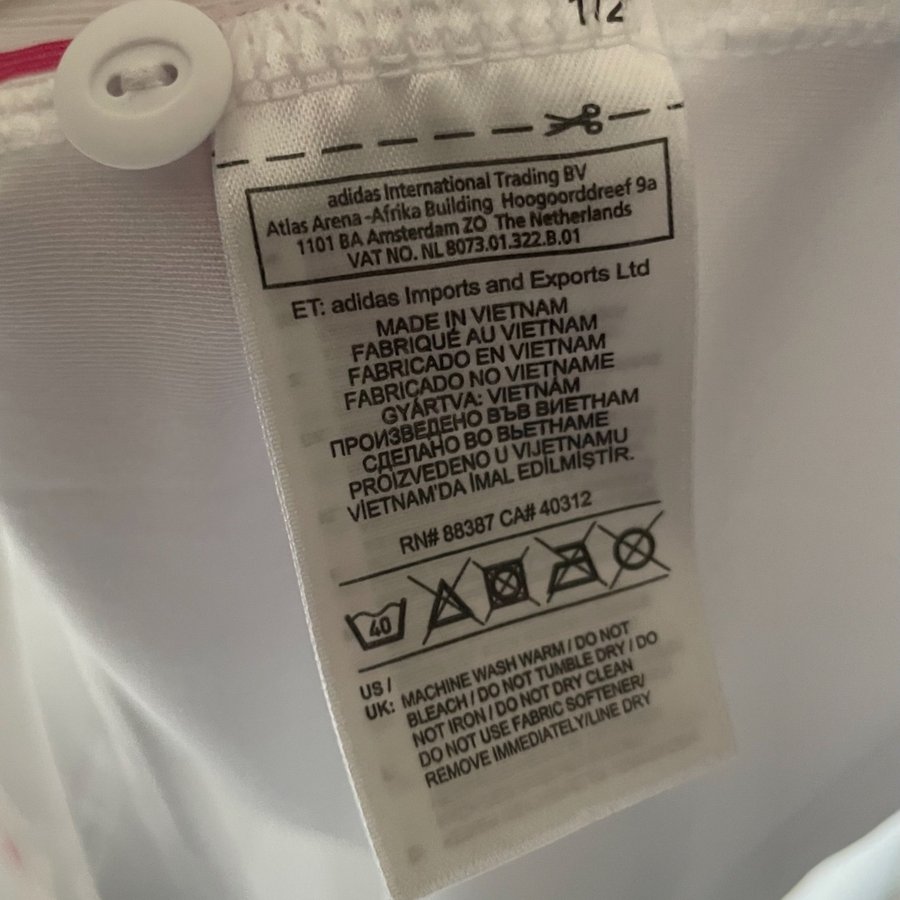 1/2
adidas International Trading BV
Atlas Arena-Afrika Building Hoogoorddreef 9a
1101 BA Amsterdam ZO The Netherlands
VAT NO. NL 8073.01.322.B.01
ET: adidas Imports and Exports Ltd
MADE IN VIETNAM
FABRIQUÉ AU VIETNAM
FABRICADO EN VIETNAM
FABRICADO NO VIETNAME
GYÁRTVA: VIETNÁM
ПРОИЗВЕДЕНО ВЪВ ВИЕТНАМ
СДЕЛАНО ВО ВЬЕТНАМЕ
PROIZVEDENO U VIJETNAMU
VİETNAM'DA İMAL EDİLMİŞTİR.
RN# 88387 CA# 40312
40
US /
UK: MACHINE WASH WARM / DO NOT
BLEACH / DO NOT TUMBLE DRY / DO
NOT IRON / DO NOT DRY CLEAN
DO NOT USE FABRIC SOFTENER/
REMOVE IMMEDIATELY/LINE DRY